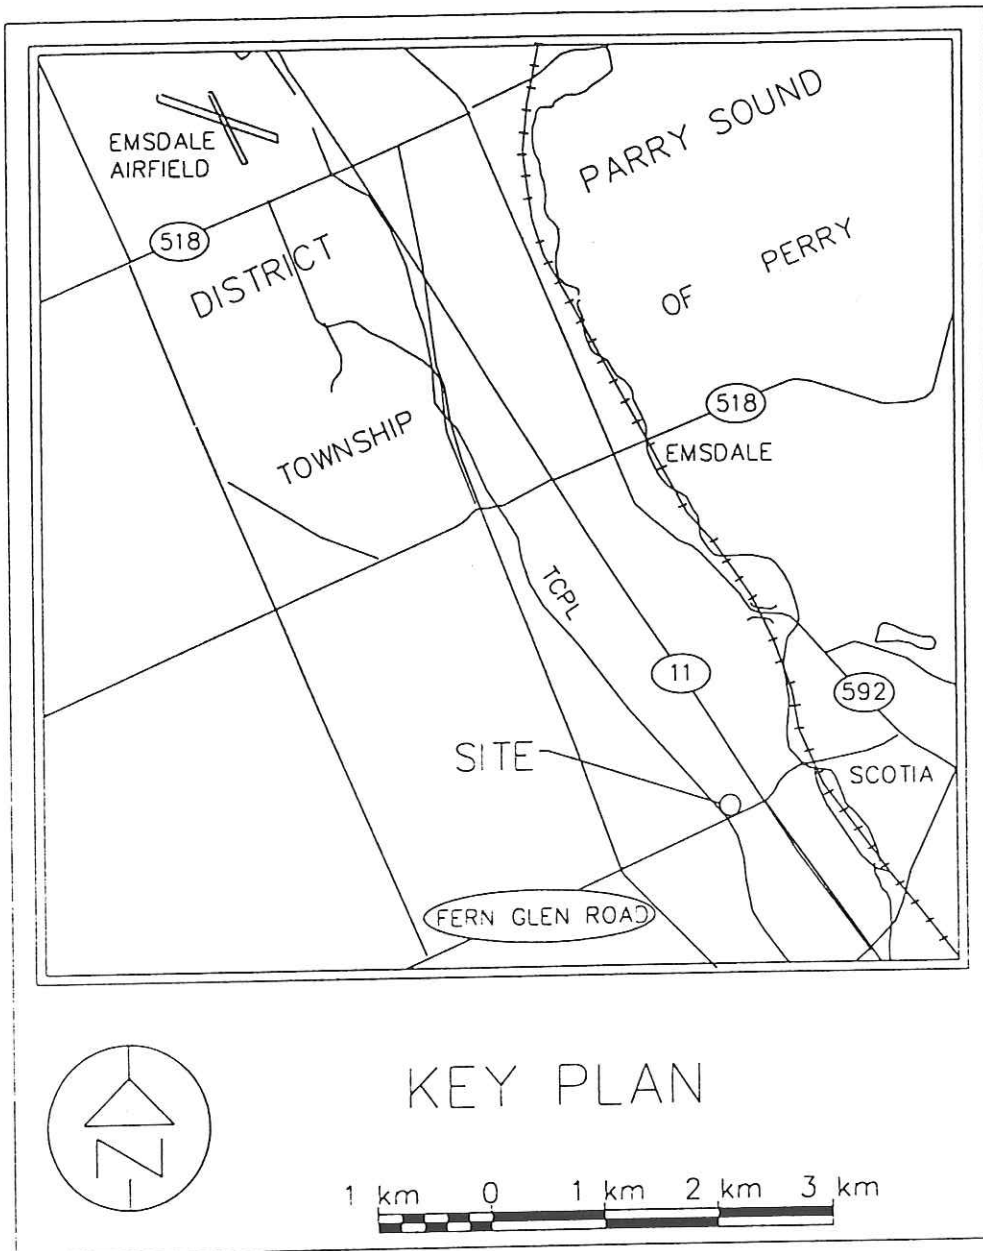 PARRY SOUND
EMSDALE
AIRFIELD
518
DISTRICT
OF PERRY
518
TOWNSHIP
EMSDALE
TCPL
11
592
SITE
SCOTIA
FERN GLEN ROAD
KEY PLAN
N
1 km 0 1 km 2 km 3 km